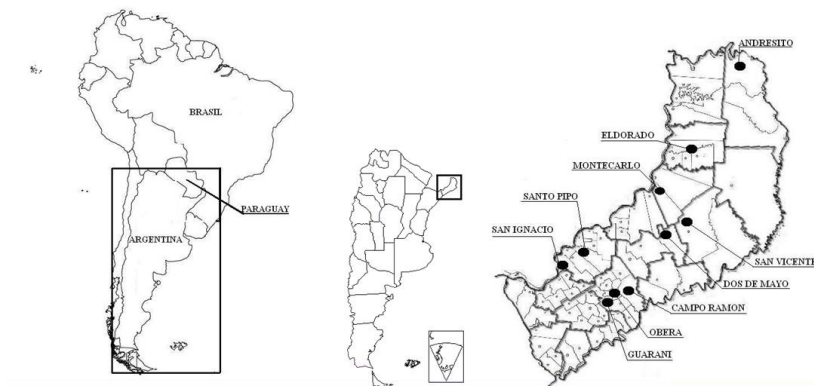 BRASIL
PARAGUAY
ARGENTINA
ANDRESITO
ELDORADO
MONTECARLO
SANTO PIPO
SAN IGNACIO
SAN VICENTE
DOS DE MAYO
CAMPO RAMON
OBERA
GUARANI